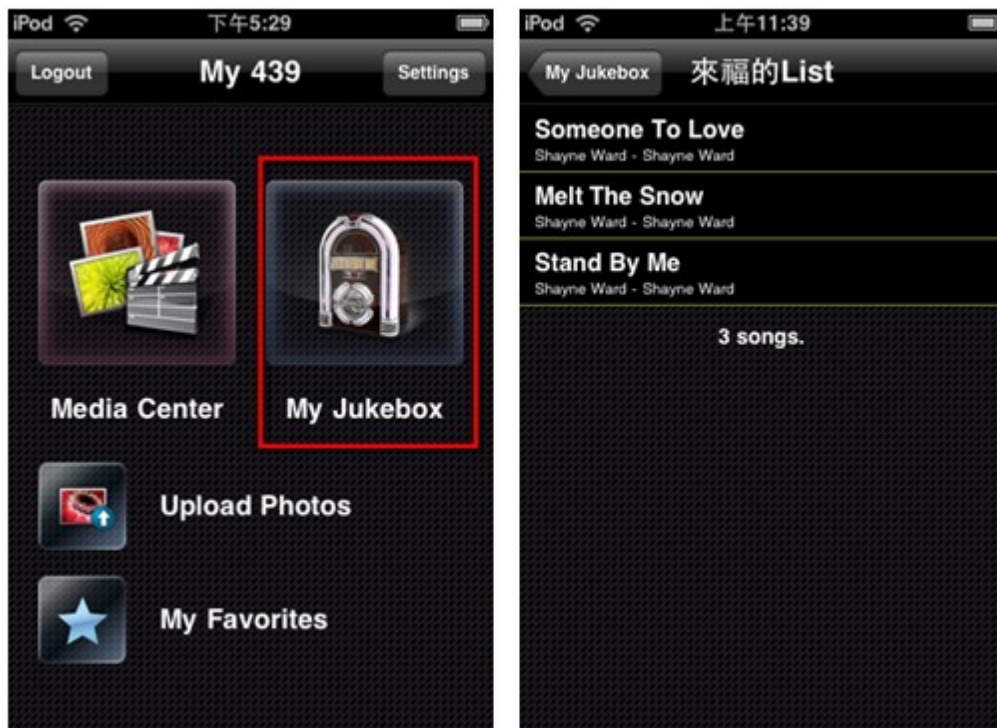 iPod 下午5:29
Logout My 439 Settings
Media Center My Jukebox
Upload Photos
My Favorites
iPod 上午11:39
My Jukebox 來福的List
Someone To Love
Shayne Ward - Shayne Ward
Melt The Snow
Shayne Ward - Shayne Ward
Stand By Me
Shayne Ward - Shayne Ward
3 songs.